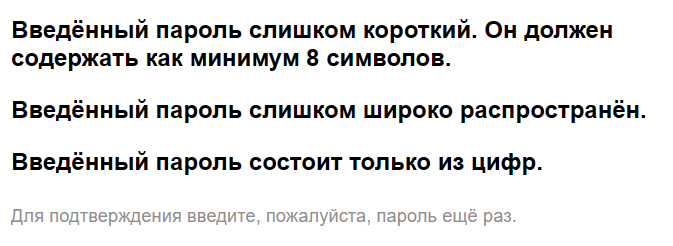 Введённый пароль слишком короткий. Он должен
содержать как минимум 8 символов.
Введённый пароль слишком широко распространён.
Введённый пароль состоит только из цифр.
Для подтверждения введите, пожалуйста, пароль ещё раз.